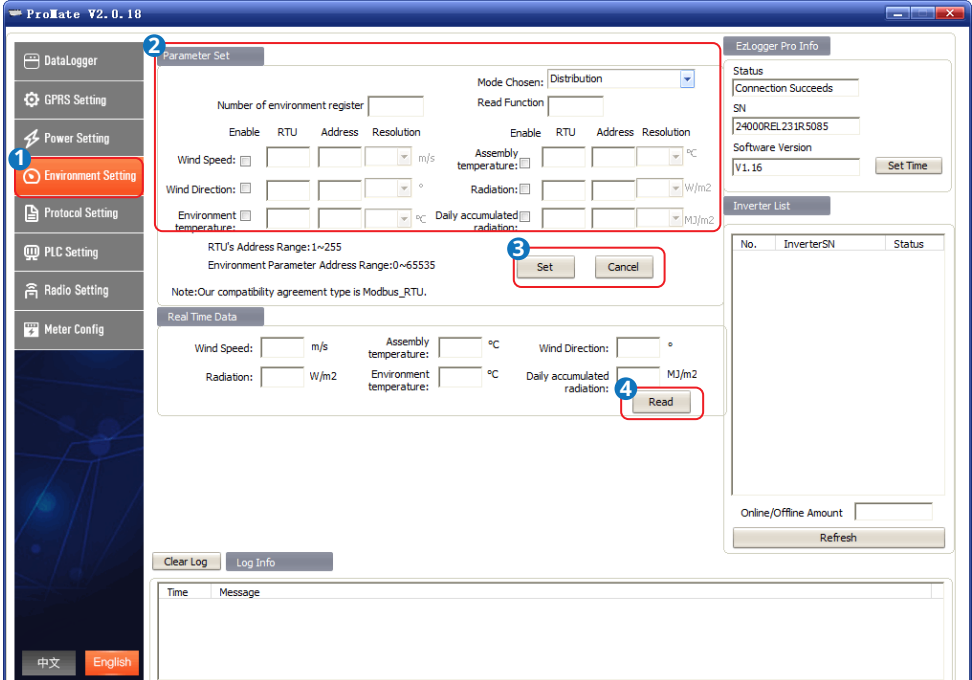 ProMate V2.0.18
DataLogger
GPRS Setting
Power Setting
1
Environment Setting
Protocol Setting
PLC Setting
Radio Setting
Meter Config
中文 English
2
Parameter Set
Mode Chosen: Distribution
Number of environment register Read Function
Enable RTU Address Resolution Enable RTU Address Resolution
Wind Speed: m/s Assembly temperature: ºC
Wind Direction: ° Radiation: W/m2
Environment temperature: ºC Daily accumulated radiation: MJ/m2
RTU's Address Range:1~255
Environment Parameter Address Range:0~65535
3
Set Cancel
Note:Our compatibility agreement type is Modbus_RTU.
Real Time Data
Wind Speed: m/s Assembly temperature: ºC Wind Direction: °
Radiation: W/m2 Environment temperature: ºC Daily accumulated radiation: MJ/m2
4
Read
Clear Log Log Info
Time Message
EzLogger Pro Info
Status
Connection Succeeds
SN
24000REL231R5085
Software Version
V1.16 Set Time
Inverter List
No. InverterSN Status
Online/Offline Amount
Refresh